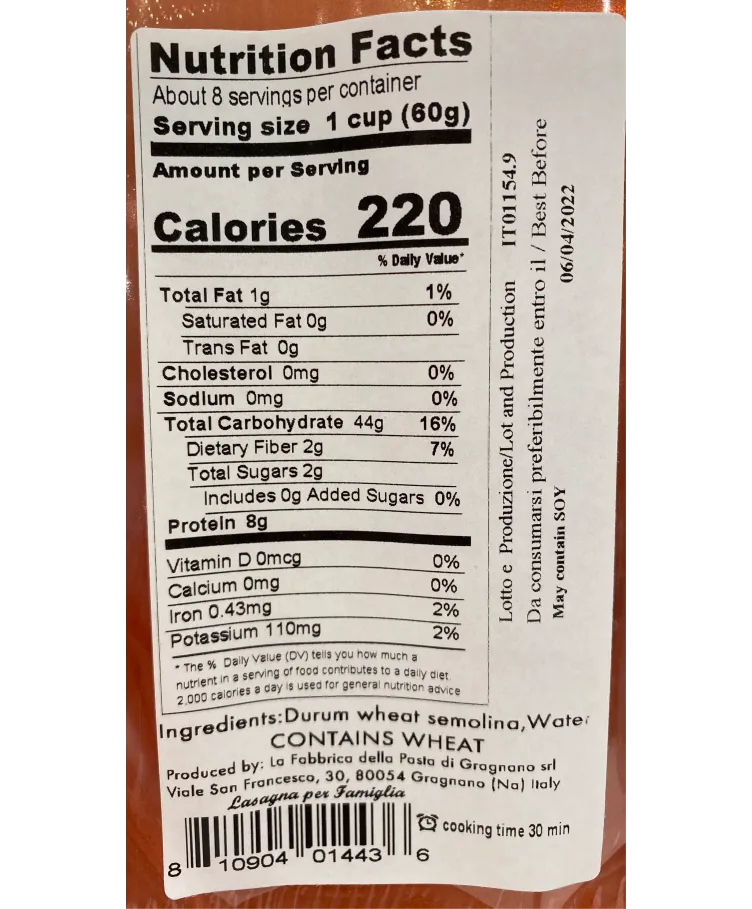 Nutrition Facts
About 8 servings per container
Serving size 1 cup (60g)
Amount per Serving
Calories 220
% Daily Value*
Total Fat 1g 1%
Saturated Fat 0g 0%
Trans Fat 0g
Cholesterol 0mg 0%
Sodium 0mg 0%
Total Carbohydrate 44g 16%
Dietary Fiber 2g 7%
Total Sugars 2g
Includes 0g Added Sugars 0%
Protein 8g
Vitamin D 0mcg 0%
Calcium 0mg 0%
Iron 0.43mg 2%
Potassium 110mg 2%
* The % Daily Value (DV) tells you how much a
nutrient in a serving of food contributes to a daily diet
2,000 calories a day is used for general nutrition advice
Ingredients:Durum wheat semolina,Water
CONTAINS WHEAT
Produced by: La Fabbrica della Pasta di Gragnano srl
Viale San Francesco, 30, 80054 Gragnano (Na) Italy
Lasagna per Famiglia
cooking time 30 min
8 10904 01443 6
Lotto e Produzione/Lot and Production IT01154.9
Da consumarsi preferibilmente entro il / Best Before
06/04/2022
May contain SOY